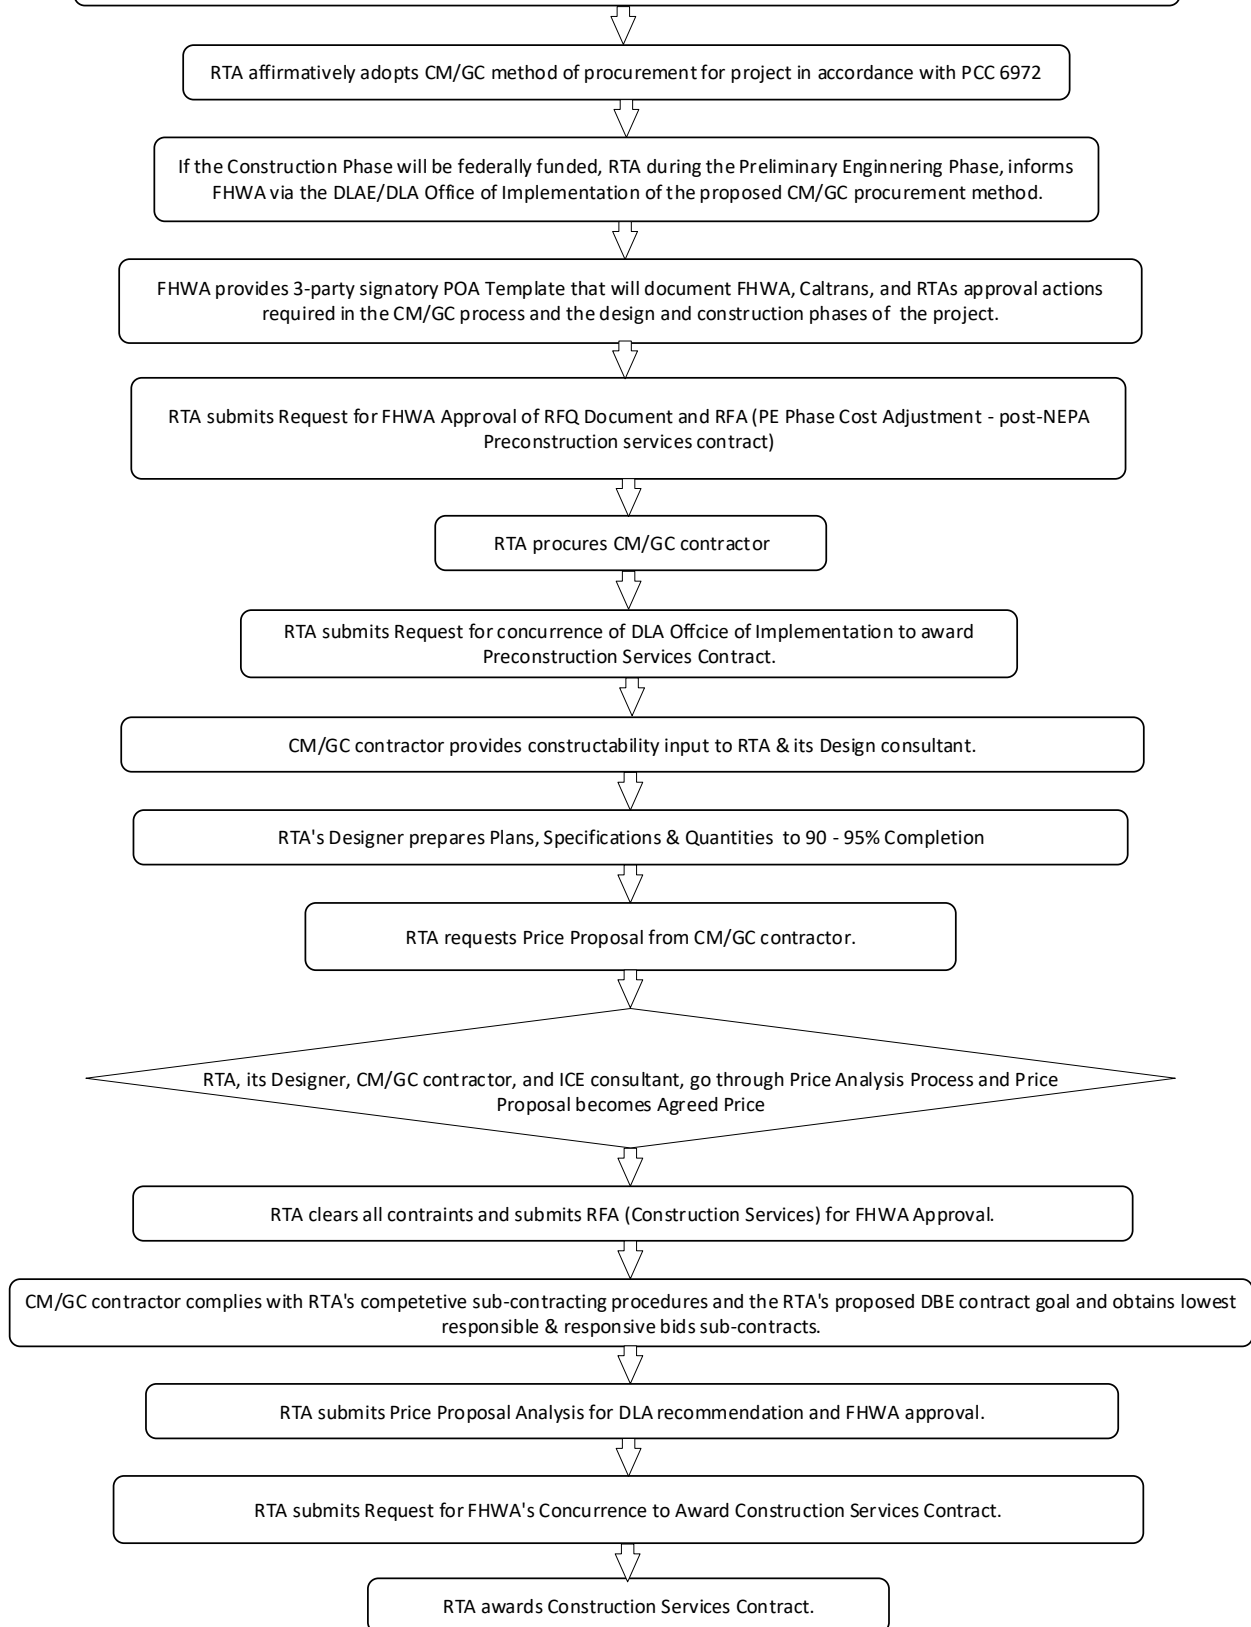 RTA affirmatively adopts CM/GC method of procurement for project in accordance with PCC 6972
If the Construction Phase will be federally funded, RTA during the Preliminary Enginnering Phase, informs
FHWA via the DLAE/DLA Office of Implementation of the proposed CM/GC procurement method.
FHWA provides 3-party signatory POA Template that will document FHWA, Caltrans, and RTAs approval actions
required in the CM/GC process and the design and construction phases of the project.
RTA submits Request for FHWA Approval of RFQ Document and RFA (PE Phase Cost Adjustment - post-NEPA
Preconstruction services contract)
RTA procures CM/GC contractor
RTA submits Request for concurrence of DLA Offcice of Implementation to award
Preconstruction Services Contract.
CM/GC contractor provides constructability input to RTA & its Design consultant.
RTA's Designer prepares Plans, Specifications & Quantities to 90 - 95% Completion
RTA requests Price Proposal from CM/GC contractor.
RTA, its Designer, CM/GC contractor, and ICE consultant, go through Price Analysis Process and Price
Proposal becomes Agreed Price
RTA clears all contraints and submits RFA (Construction Services) for FHWA Approval.
CM/GC contractor complies with RTA's competetive sub-contracting procedures and the RTA's proposed DBE contract goal and obtains lowest
responsible & responsive bids sub-contracts.
RTA submits Price Proposal Analysis for DLA recommendation and FHWA approval.
RTA submits Request for FHWA's Concurrence to Award Construction Services Contract.
RTA awards Construction Services Contract.